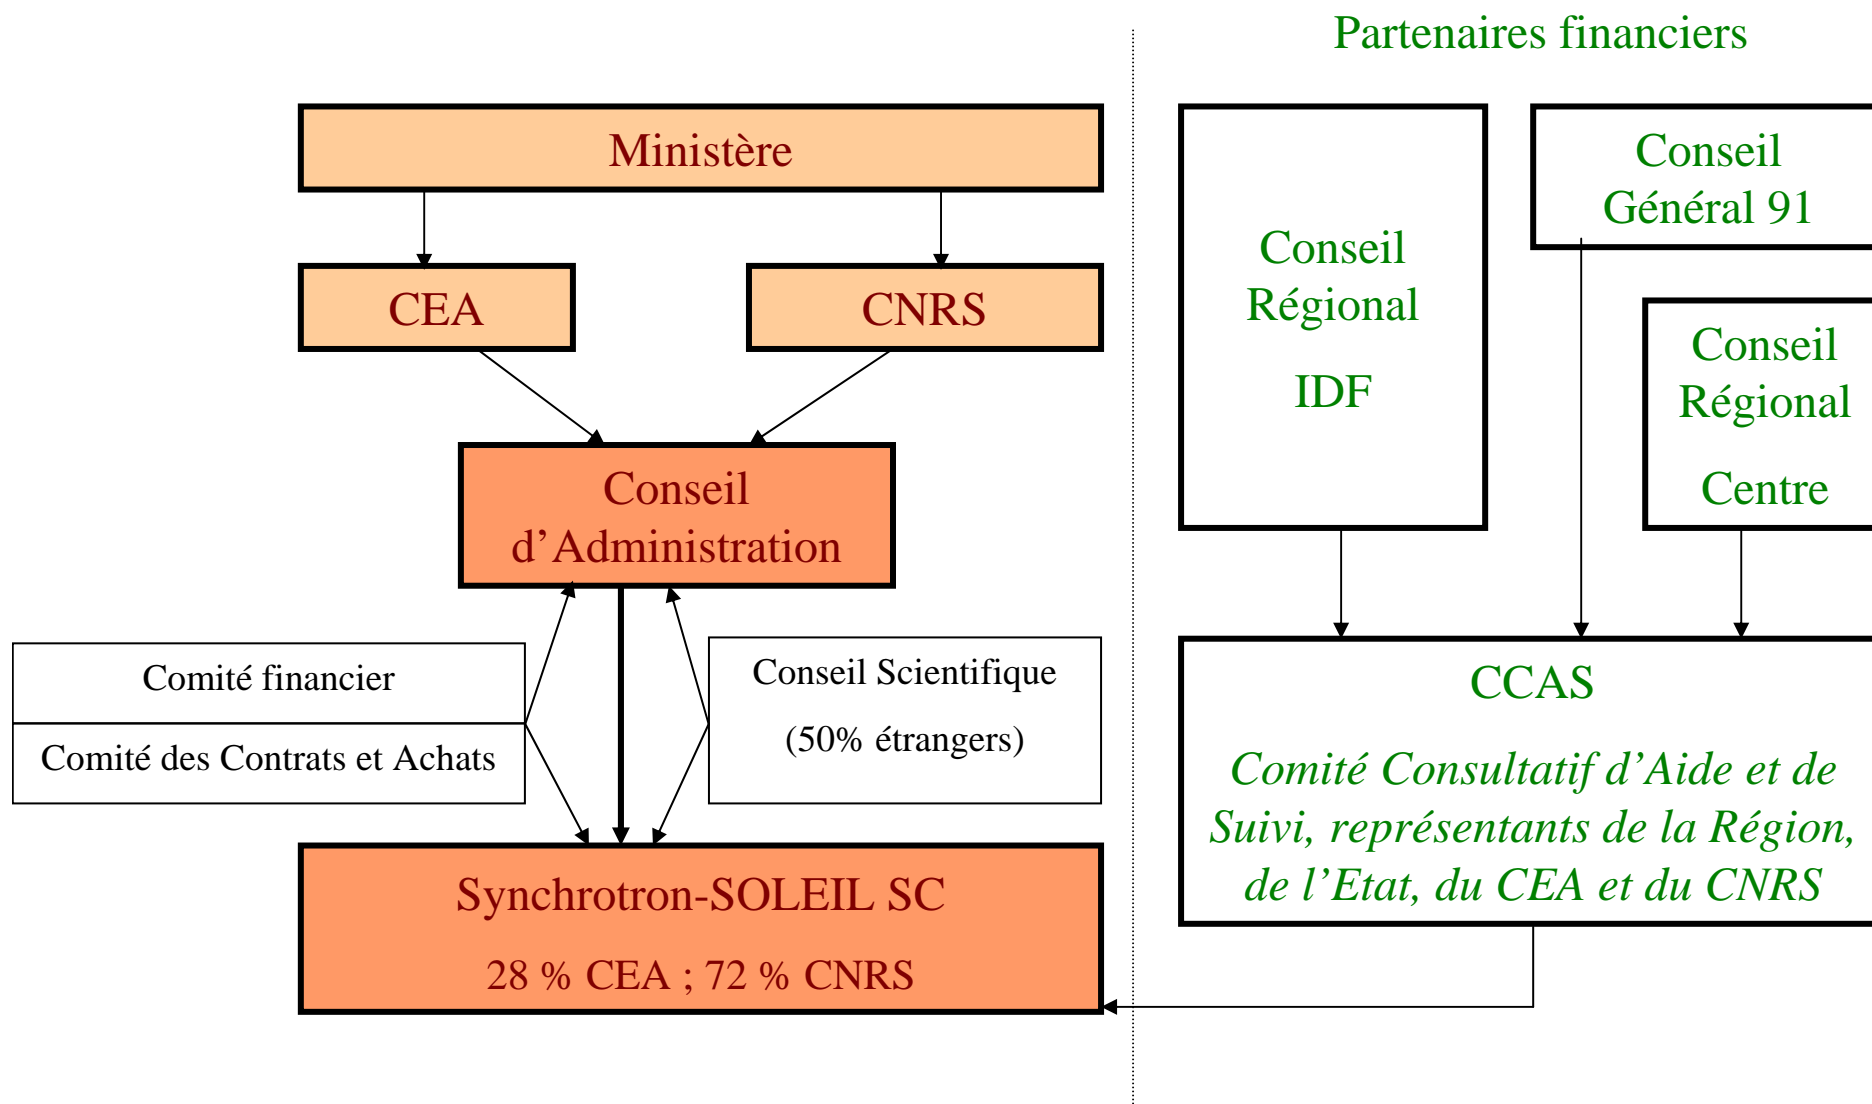 Partenaires financiers
Ministère
CEA
CNRS
Conseil
d’Administration
Comité financier
Comité des Contrats et Achats
Conseil Scientifique
(50% étrangers)
Synchrotron-SOLEIL SC
28 % CEA ; 72 % CNRS
Conseil
Régional
IDF
Conseil
Général 91
Conseil
Régional
Centre
CCAS
Comité Consultatif d’Aide et de
Suivi, représentants de la Région,
de l’Etat, du CEA et du CNRS